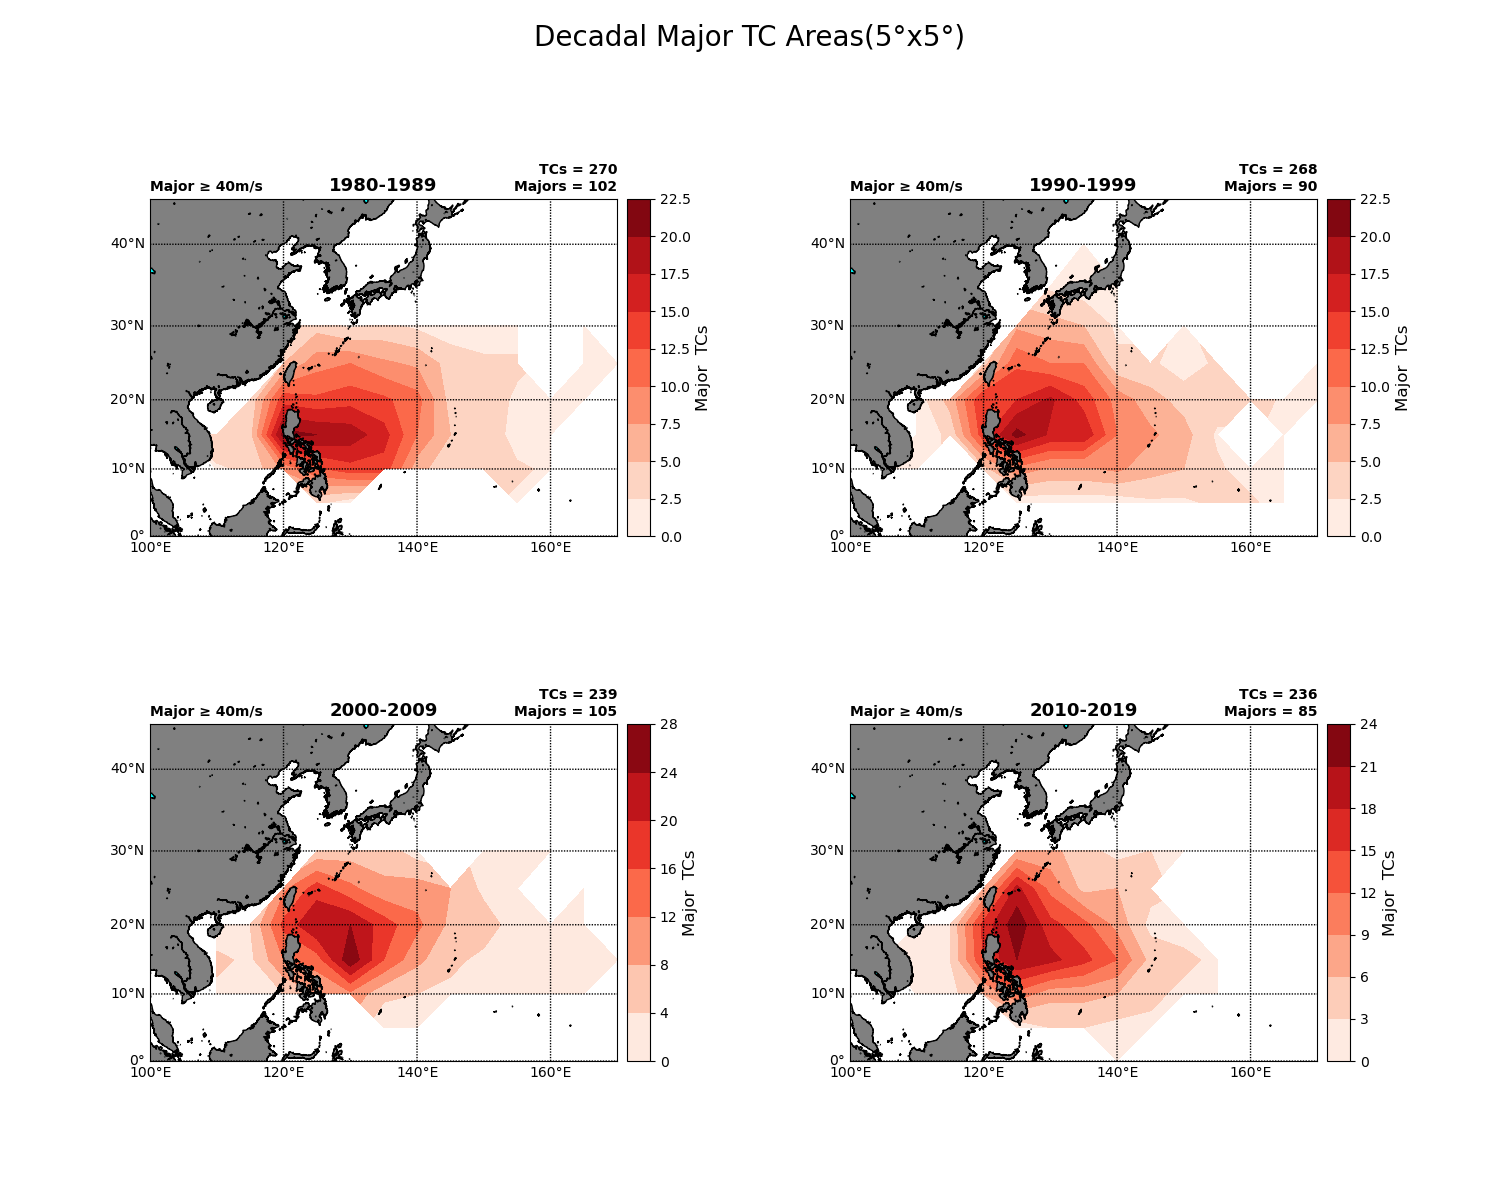 Decadal Major TC Areas(5°x5°)
TCs = 270
Major ≥ 40m/s 1980-1989 Majors = 102
40°N
30°N
20°N
10°N
0°
100°E 120°E 140°E 160°E
22.5
20.0
17.5
15.0
12.5
10.0
7.5
5.0
2.5
0.0
Major TCs
TCs = 268
Major ≥ 40m/s 1990-1999 Majors = 90
40°N
30°N
20°N
10°N
0°
100°E 120°E 140°E 160°E
22.5
20.0
17.5
15.0
12.5
10.0
7.5
5.0
2.5
0.0
Major TCs
TCs = 239
Major ≥ 40m/s 2000-2009 Majors = 105
40°N
30°N
20°N
10°N
0°
100°E 120°E 140°E 160°E
28
24
20
16
12
8
4
0
Major TCs
TCs = 236
Major ≥ 40m/s 2010-2019 Majors = 85
40°N
30°N
20°N
10°N
0°
100°E 120°E 140°E 160°E
24
21
18
15
12
9
6
3
0
Major TCs